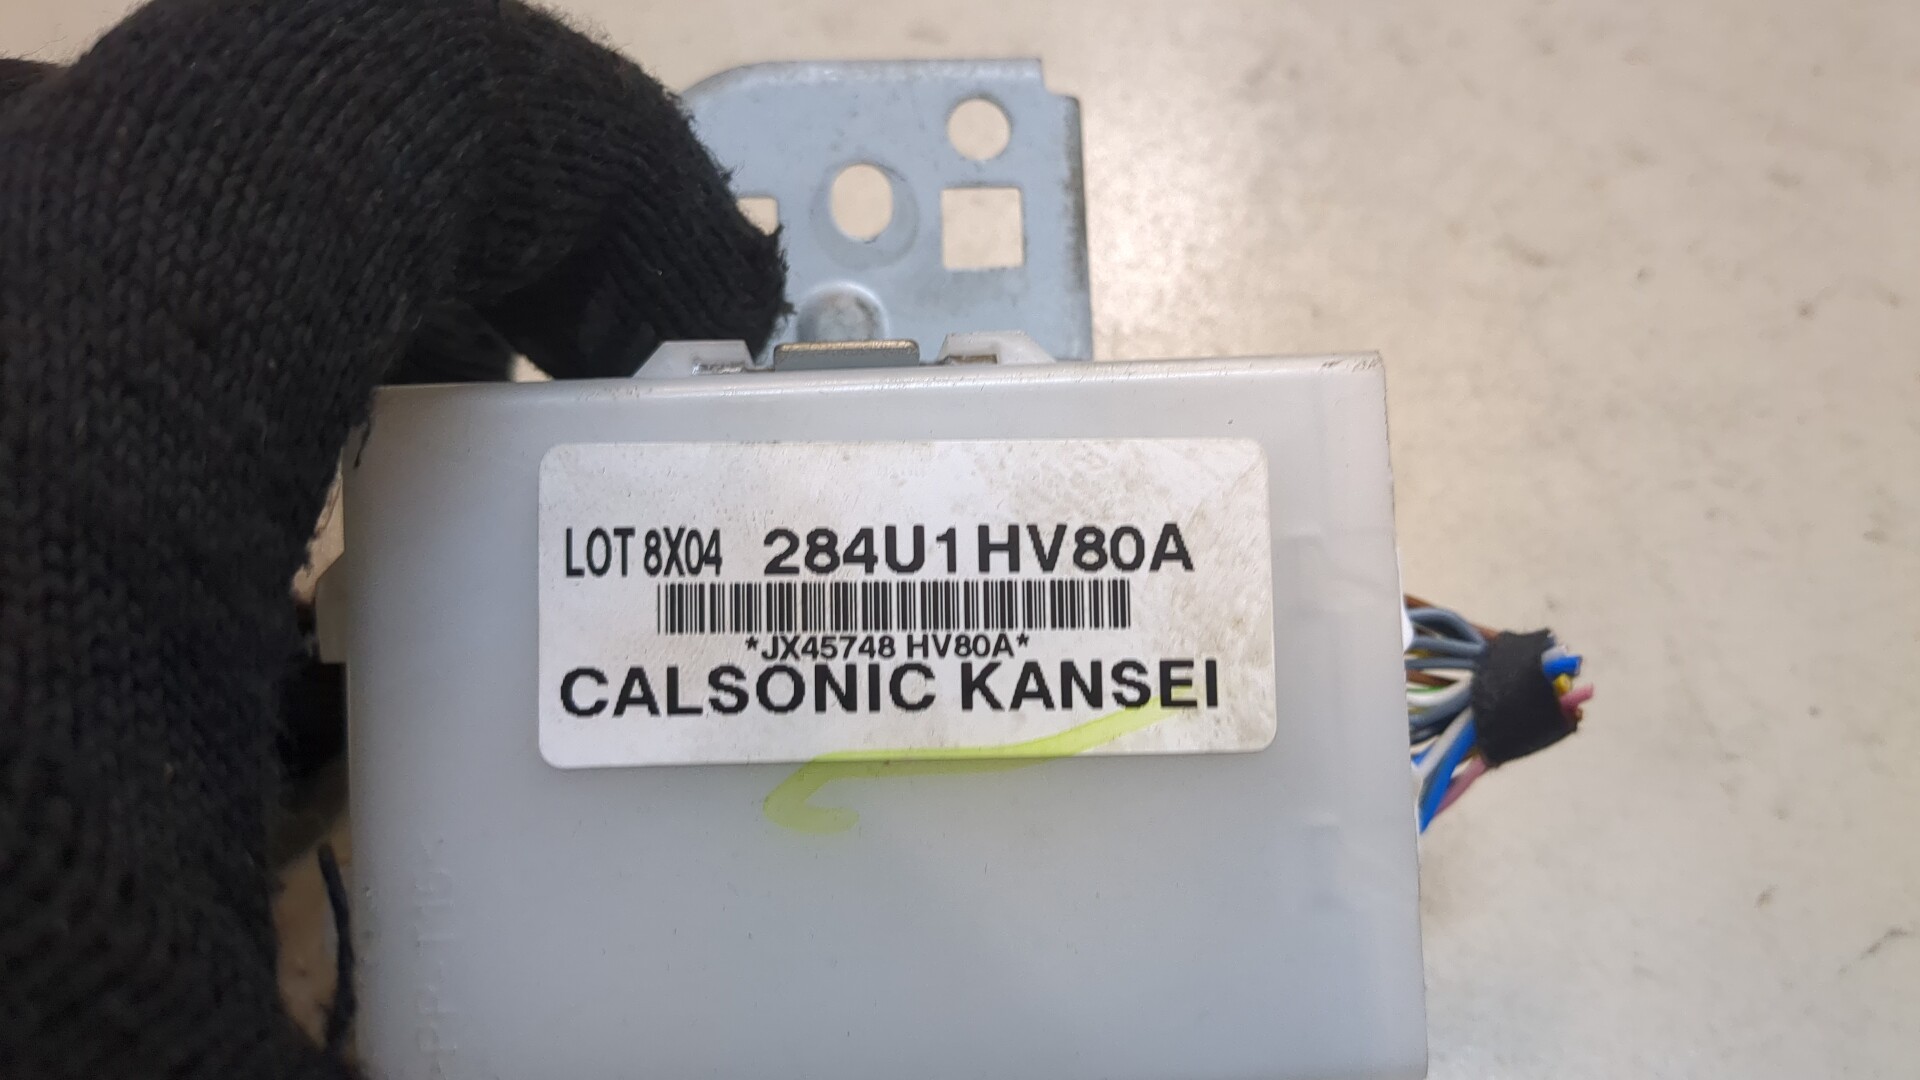 LOT 8X04 284U1HV80A
*JX45748 HV80A*
CALSONIC KANSEI